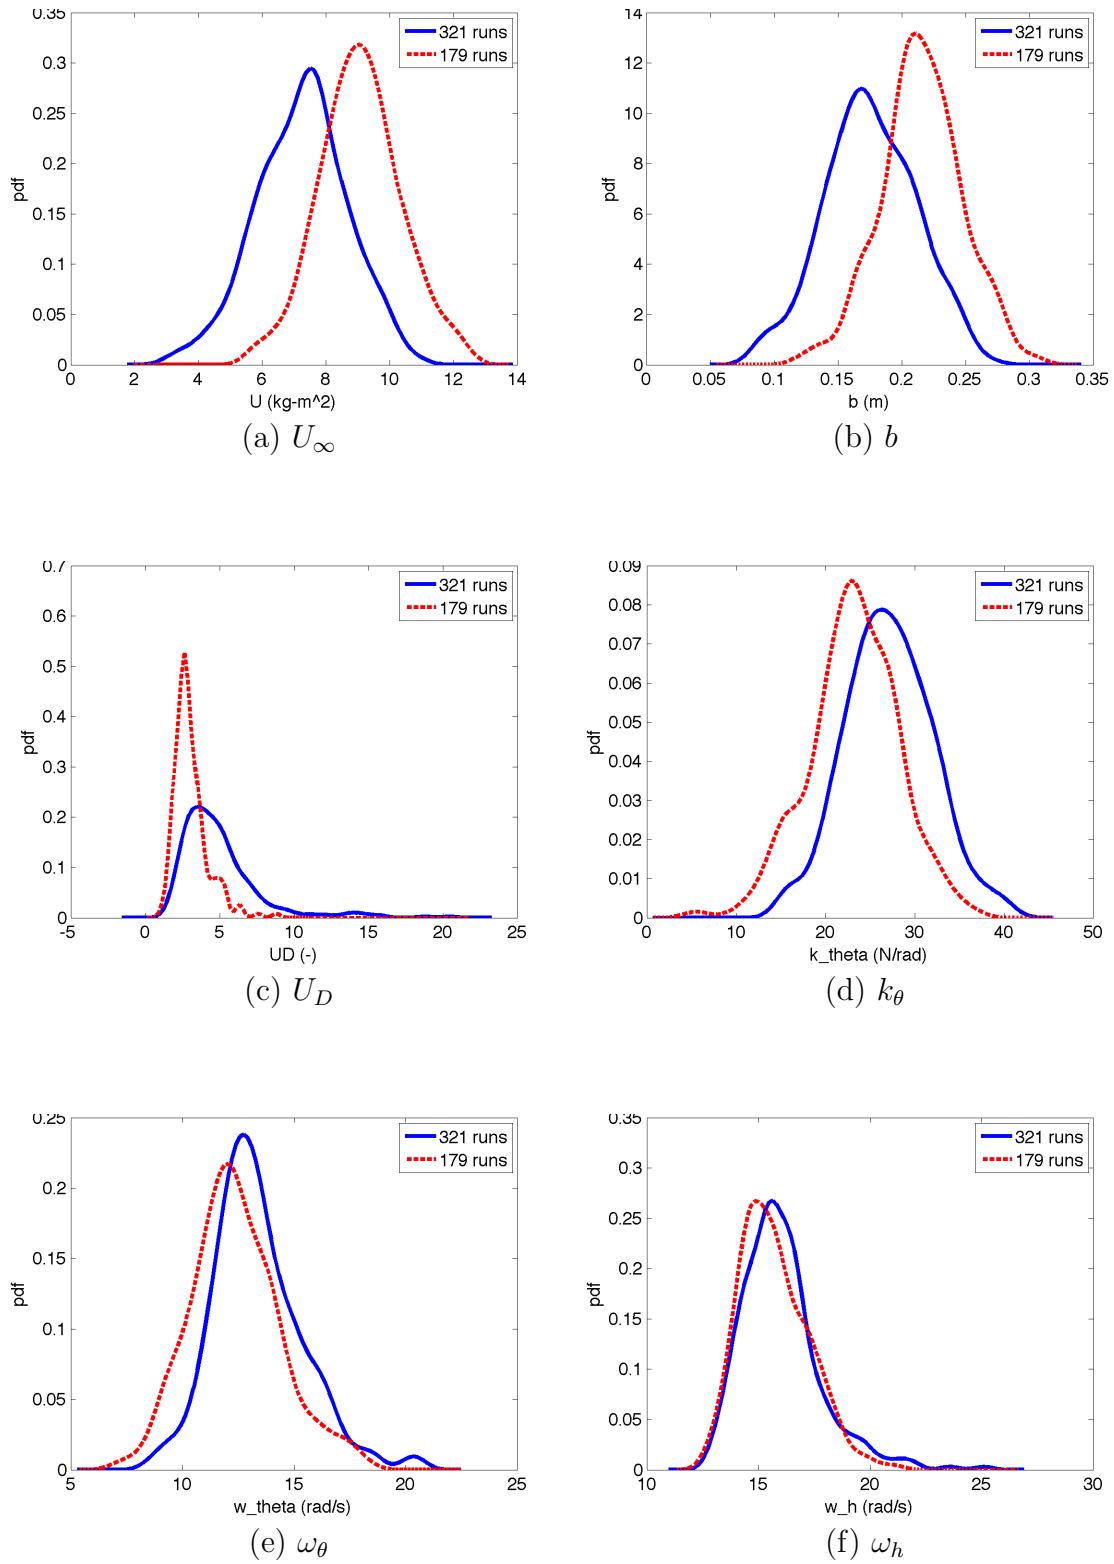 0.35
0.3
0.25
0.2
0.15
0.1
0.05
0
pdf
321 runs
179 runs
0 2 4 6 8 10 12 14
U (kg-m^2)
(a) U∞
14
12
10
8
6
4
2
0
pdf
321 runs
179 runs
0 0.05 0.1 0.15 0.2 0.25 0.3 0.35
b (m)
(b) b
0.7
0.6
0.5
0.4
0.3
0.2
0.1
0
pdf
321 runs
179 runs
-5 0 5 10 15 20 25
UD (-)
(c) U_D
0.09
0.08
0.07
0.06
0.05
0.04
0.03
0.02
0.01
0
pdf
321 runs
179 runs
0 10 20 30 40 50
k_theta (N/rad)
(d) k_θ
0.25
0.2
0.15
0.1
0.05
0
pdf
321 runs
179 runs
5 10 15 20 25
w_theta (rad/s)
(e) ω_θ
0.35
0.3
0.25
0.2
0.15
0.1
0.05
0
pdf
321 runs
179 runs
10 15 20 25 30
w_h (rad/s)
(f) ω_h